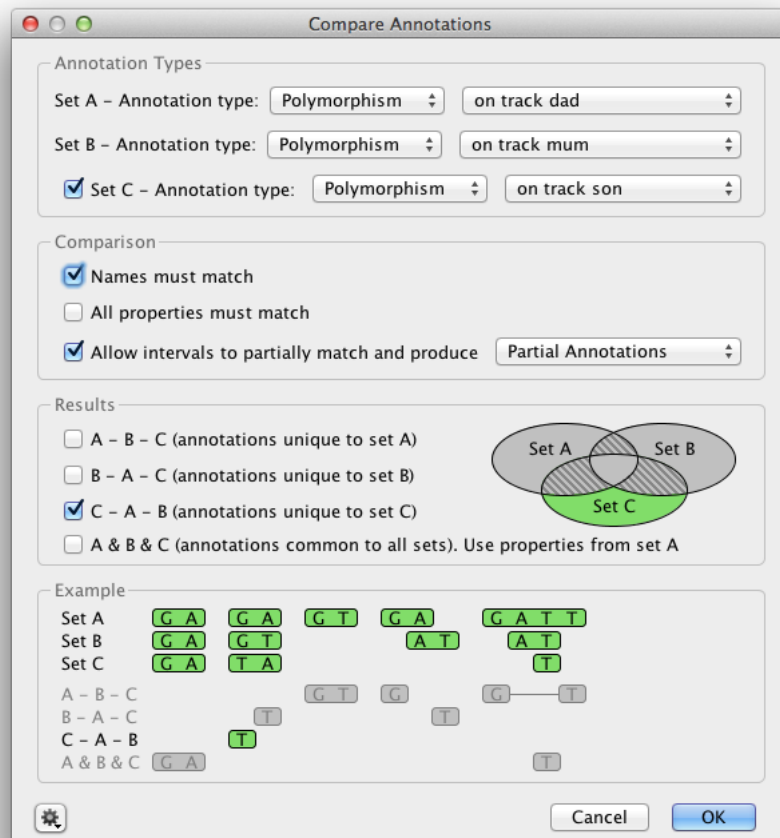 Compare Annotations
Annotation Types
Set A – Annotation type: Polymorphism on track dad
Set B – Annotation type: Polymorphism on track mum
Set C – Annotation type: Polymorphism on track son
Comparison
Names must match
All properties must match
Allow intervals to partially match and produce Partial Annotations
Results
A – B – C (annotations unique to set A)
B – A – C (annotations unique to set B)
C – A – B (annotations unique to set C)
A & B & C (annotations common to all sets). Use properties from set A
Set A Set B
Set C
Example
Set A G A G A G T G A G A T T
Set B G A G T A T A T
Set C G A T A T
A – B – C G T G G T
B – A – C T T
C – A – B T
A & B & C G A T
Cancel OK